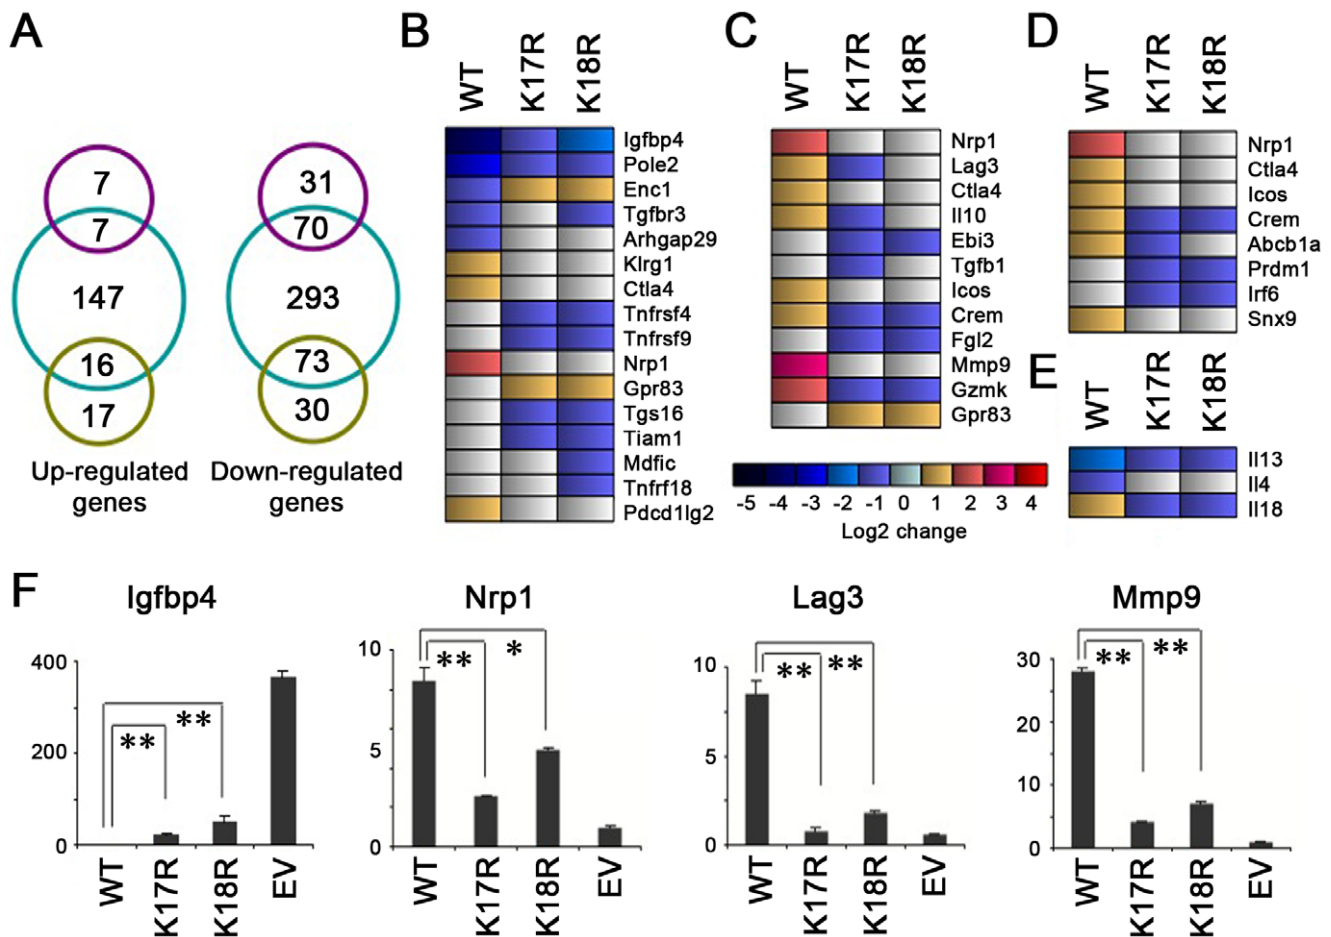 A
7
7
147
16
17
Up-regulated
genes
31
70
293
73
30
Down-regulated
genes
B
WT
K17R
K18R
Igfbp4
Pole2
Enc1
Tgfbr3
Arhgap29
Klrg1
Ctla4
Tnfrsf4
Tnfrsf9
Nrp1
Gpr83
Tgs16
Tiam1
Mdfic
Tnfrf18
Pdcd1lg2
C
WT
K17R
K18R
Nrp1
Lag3
Ctla4
Il10
Ebi3
Tgfb1
Icos
Crem
Fgl2
Mmp9
Gzmk
Gpr83
-5 -4 -3 -2 -1 0 1 2 3 4
Log2 change
D
WT
K17R
K18R
Nrp1
Ctla4
Icos
Crem
Abcb1a
Prdm1
Irf6
Snx9
E
WT
K17R
K18R
Il13
Il4
Il18
F
Igfbp4
400
200
0
**
**
WT
K17R
K18R
EV
Nrp1
10
5
0
**
*
WT
K17R
K18R
EV
Lag3
10
5
0
**
**
WT
K17R
K18R
EV
Mmp9
30
20
10
0
**
**
WT
K17R
K18R
EV